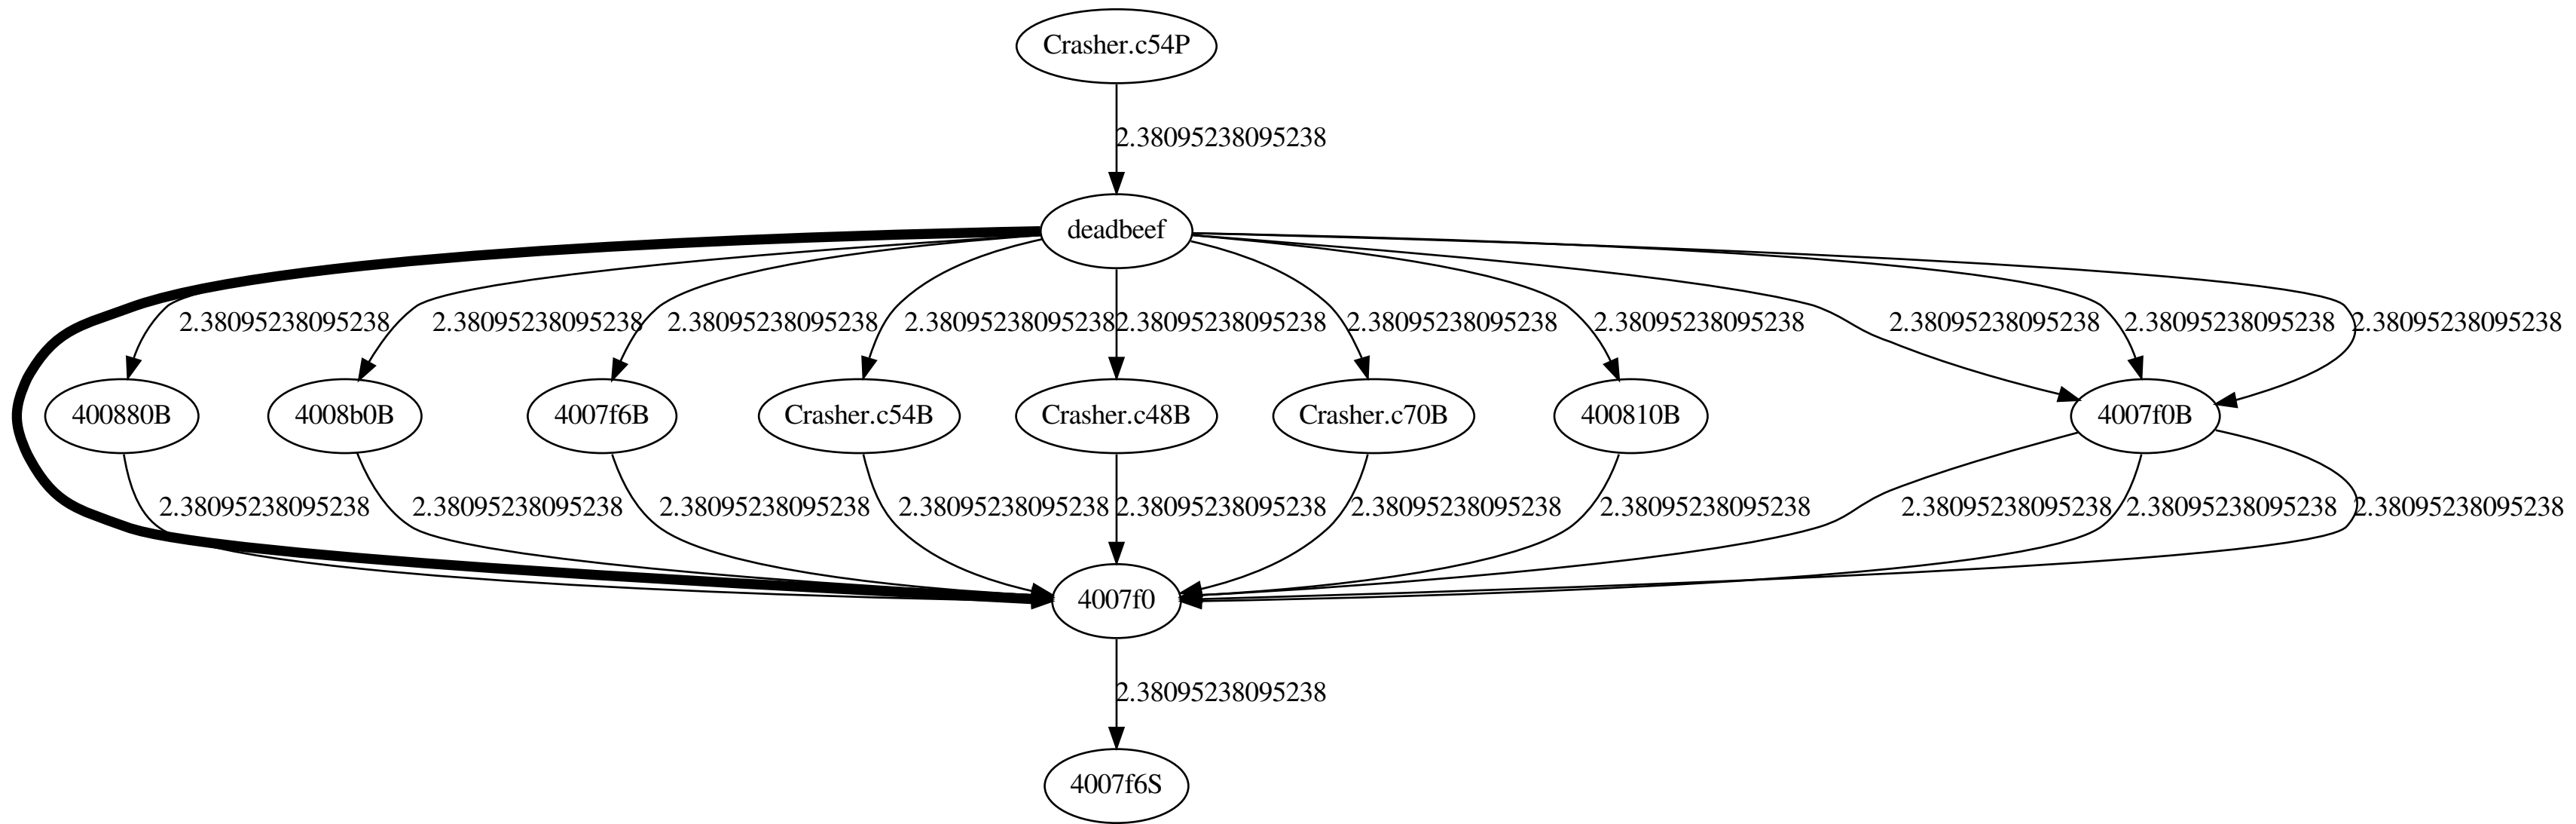 Crasher.c54P
2.38095238095238
deadbeef
2.38095238095238 2.38095238095238 2.38095238095238 2.38095238095238 2.38095238095238 2.38095238095238 2.38095238095238 2.38095238095238 2.38095238095238 2.38095238095238
400880B 4008b0B 4007f6B Crasher.c54B Crasher.c48B Crasher.c70B 400810B 4007f0B
2.38095238095238 2.38095238095238 2.38095238095238 2.38095238095238 2.38095238095238 2.38095238095238 2.38095238095238 2.38095238095238 2.38095238095238 2.38095238095238
4007f0
2.38095238095238
4007f6S